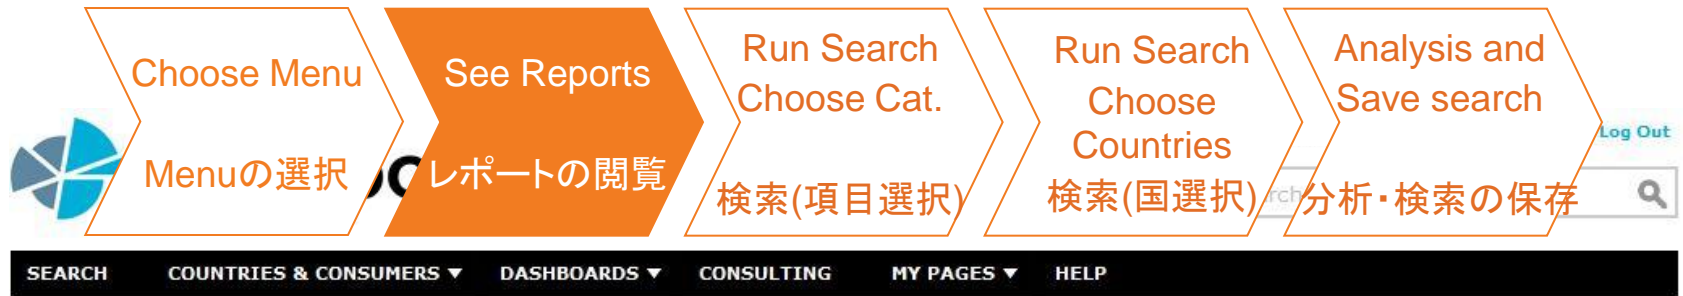 Choose Menu
Menuの選択
See Reports
レポートの閲覧
Run Search
Choose Cat.
検索(項目選択)
Run Search
Choose
Countries
検索(国選択)
Analysis and
Save search
分析・検索の保存
Log Out
SEARCH COUNTRIES & CONSUMERS ▼ DASHBOARDS ▼ CONSULTING MY PAGES ▼ HELP